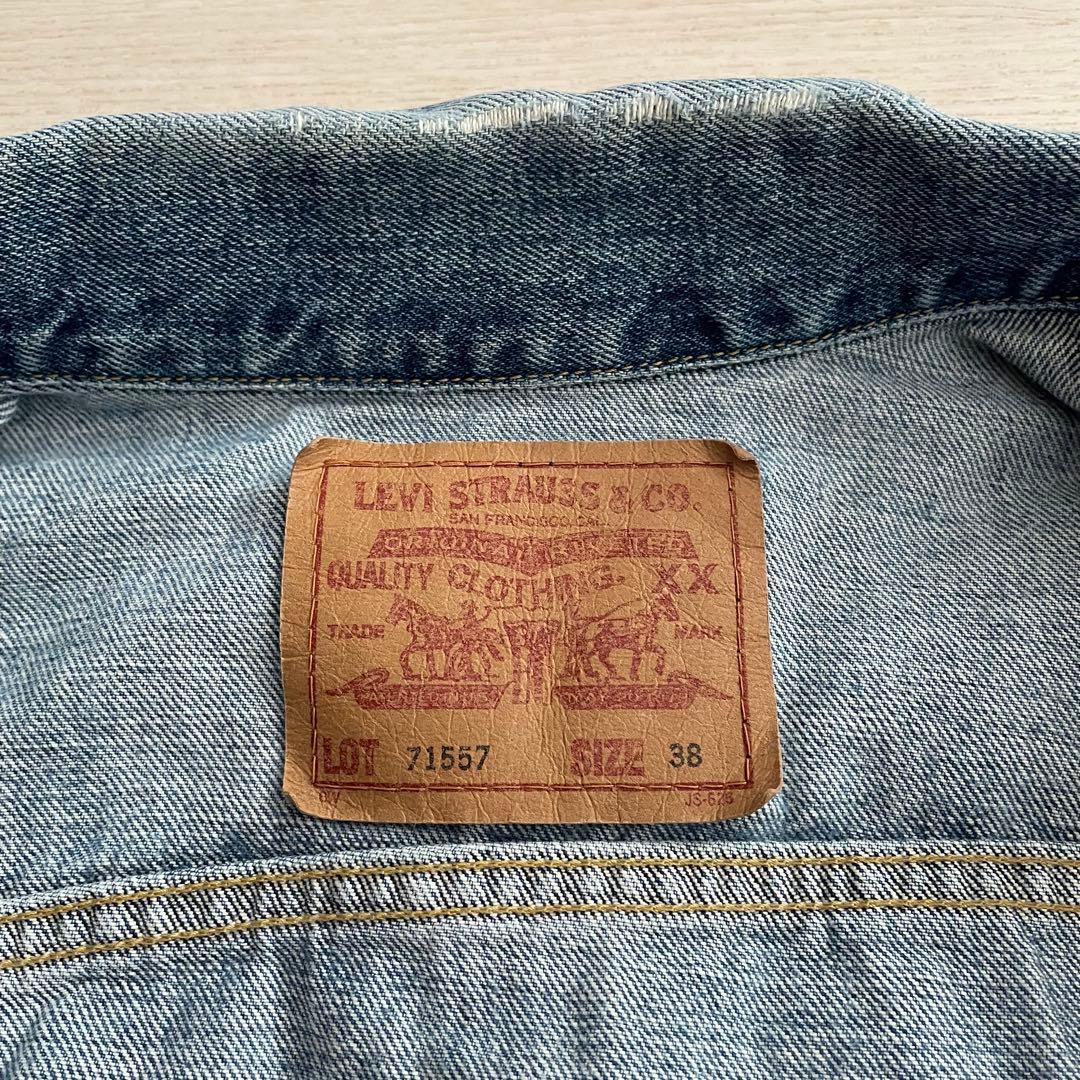 LEVI STRAUSS & CO.
SAN FRANCISCO, CAL.
QUALITY CLOTHING. XX
TRADE MARK
LOT 71557 SIZE 38